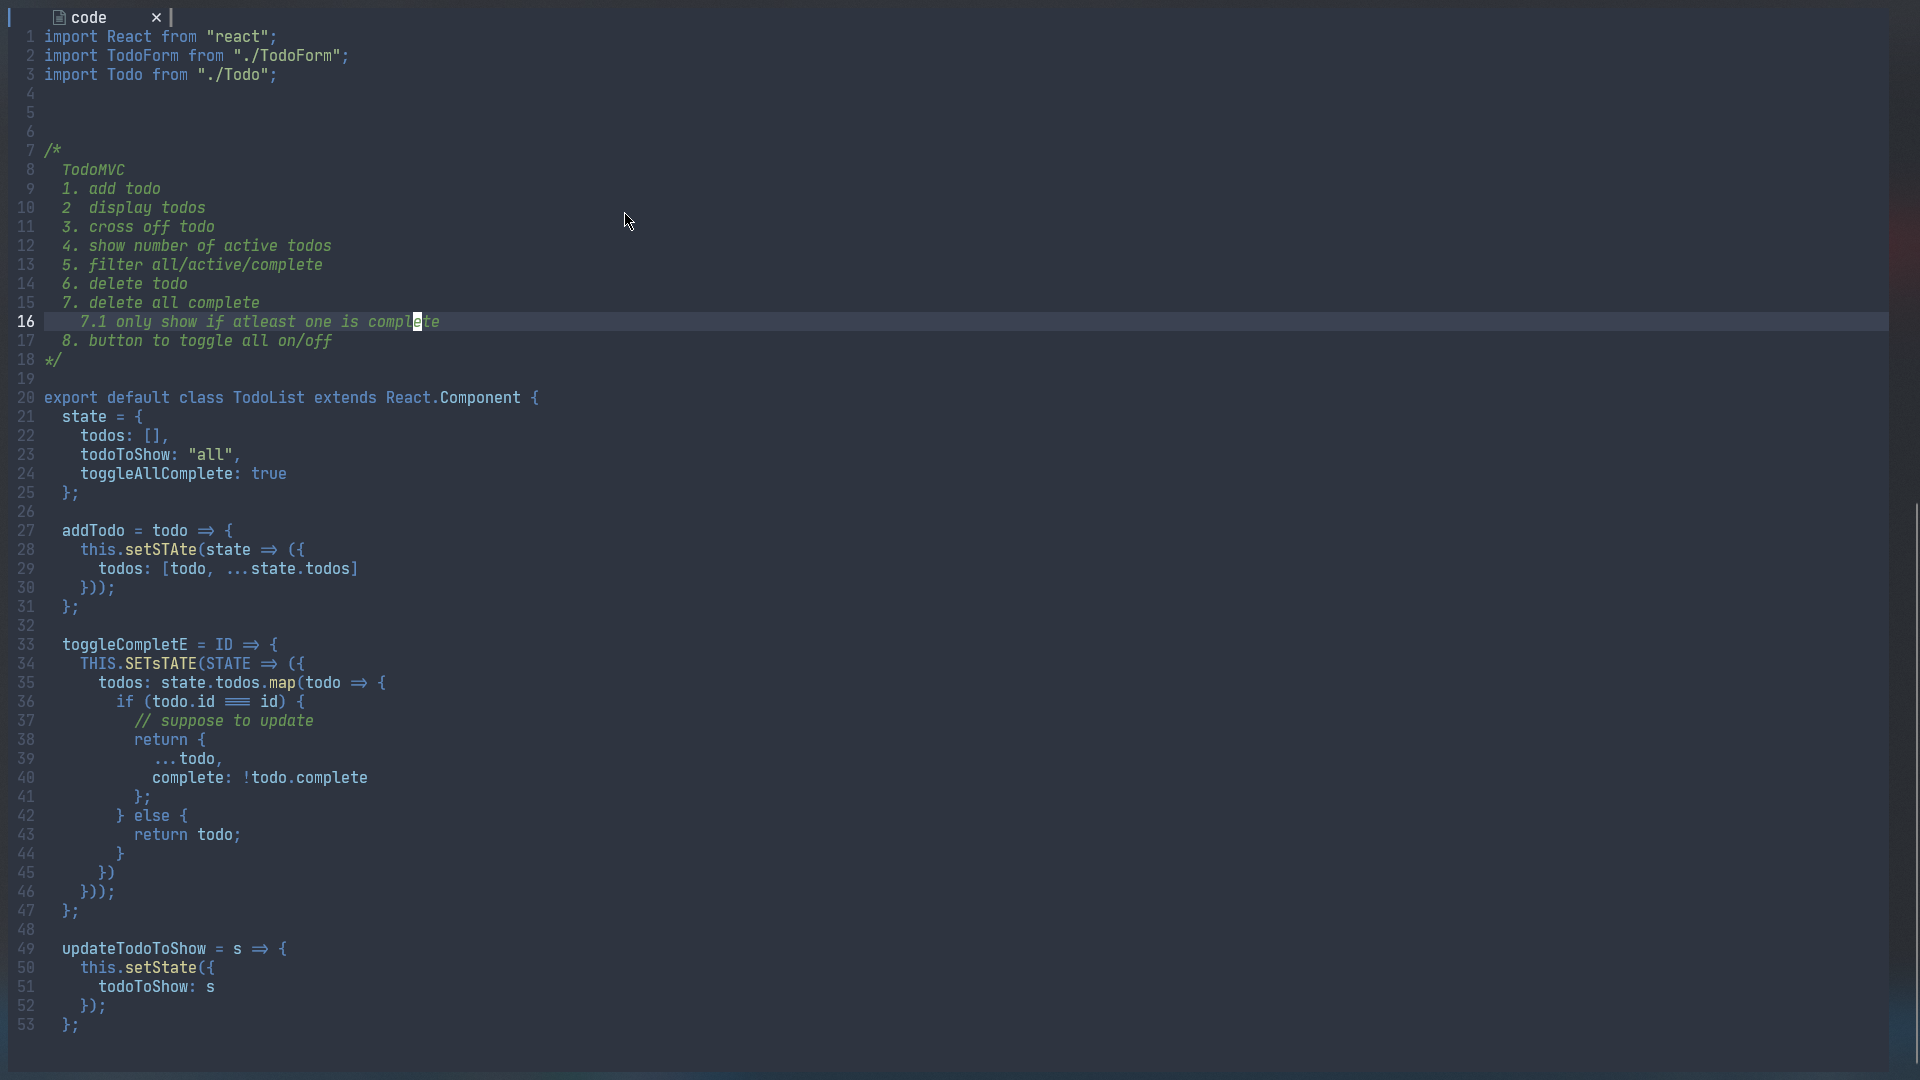 code ×
1 import React from "react";
2 import TodoForm from "./TodoForm";
3 import Todo from "./Todo";
4
5
6
7 /*
8   TodoMVC
9   1. add todo
10   2  display todos
11   3. cross off todo
12   4. show number of active todos
13   5. filter all/active/complete
14   6. delete todo
15   7. delete all complete
16     7.1 only show if atleast one is complete
17   8. button to toggle all on/off
18 */
19
20 export default class TodoList extends React.Component {
21   state = {
22     todos: [],
23     todoToShow: "all",
24     toggleAllComplete: true
25   };
26
27   addTodo = todo => {
28     this.setSTAte(state => ({
29       todos: [todo, ...state.todos]
30     }));
31   };
32
33   toggleCompletE = ID => {
34     THIS.SETsTATE(STATE => ({
35       todos: state.todos.map(todo => {
36         if (todo.id === id) {
37           // suppose to update
38           return {
39             ...todo,
40             complete: !todo.complete
41           };
42         } else {
43           return todo;
44         }
45       })
46     }));
47   };
48
49   updateTodoToShow = s => {
50     this.setState({
51       todoToShow: s
52     });
53   };